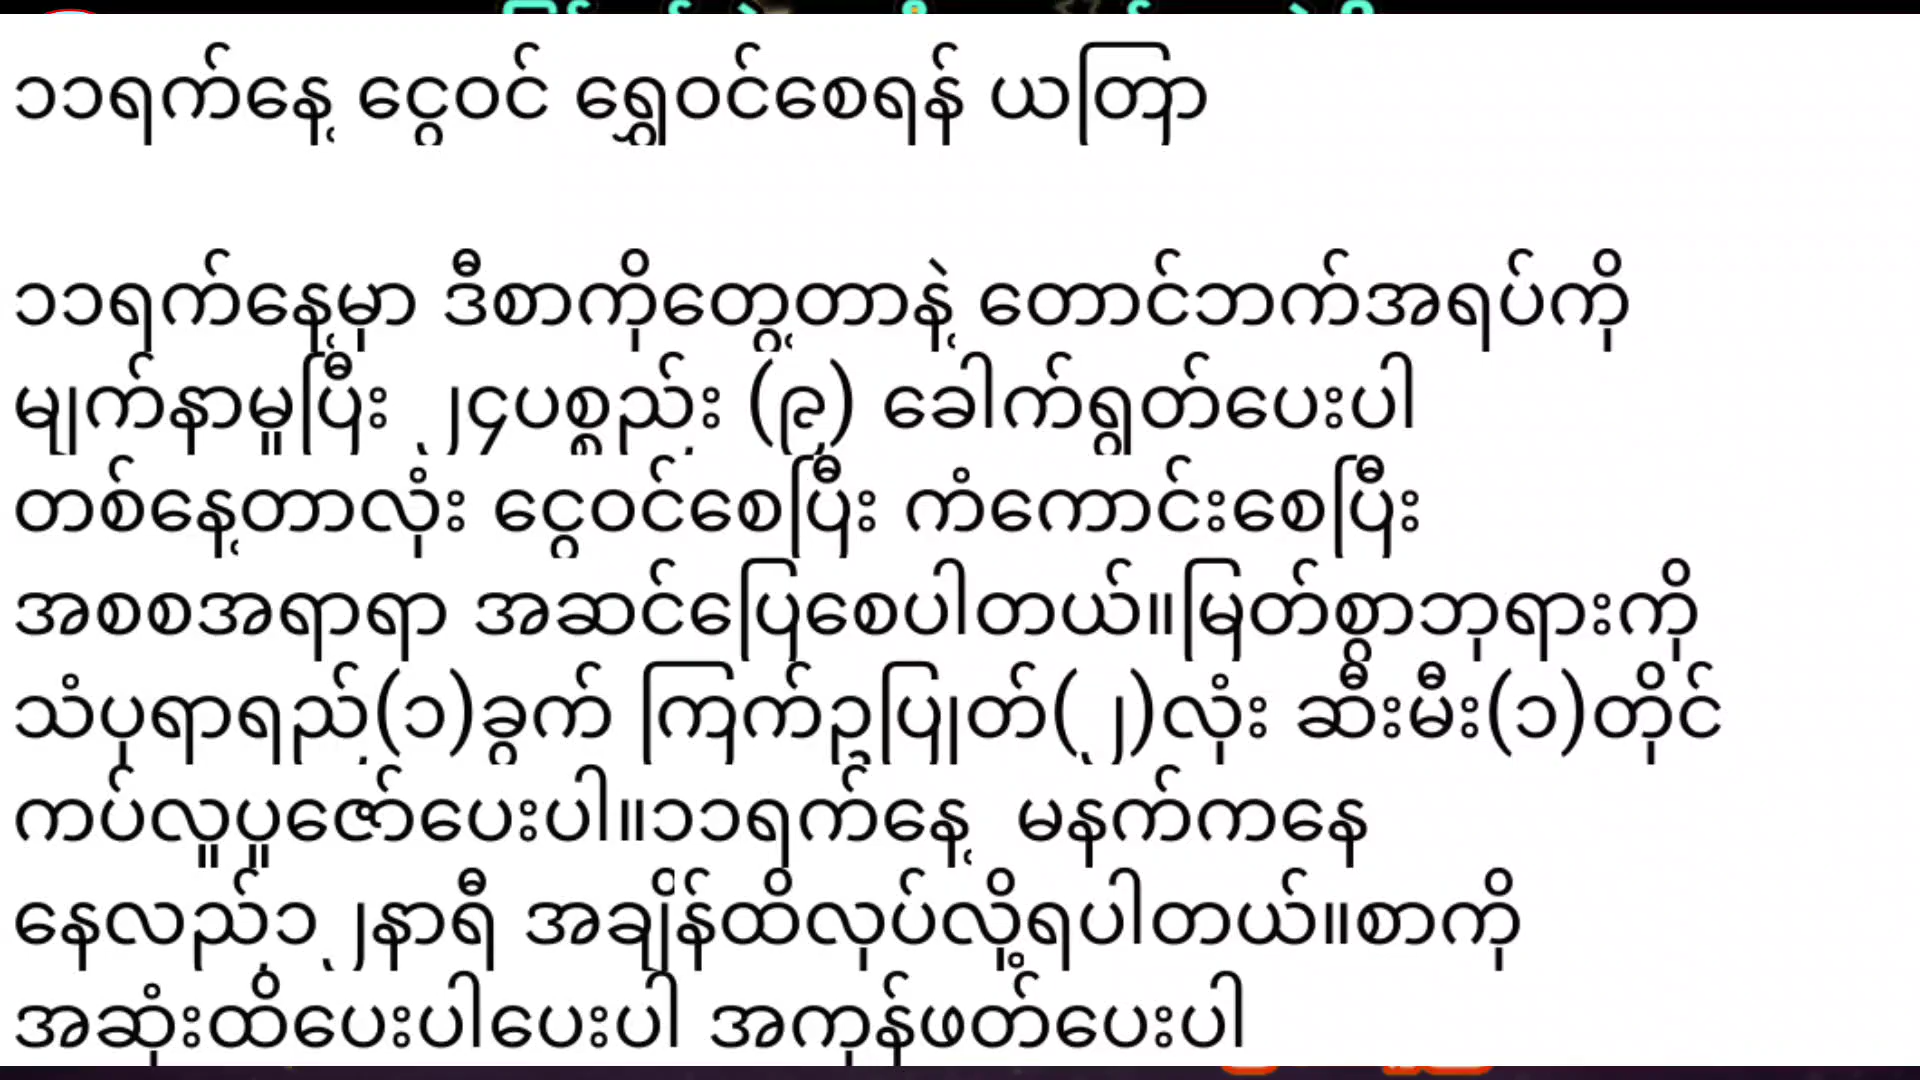 ၁၁ရက်နေ့ ငွေဝင် ရွှေဝင်စေရန် ယတြာ
၁၁ရက်နေ့မှာ ဒီစာကိုတွေ့တာနဲ့ တောင်ဘက်အရပ်ကို
မျက်နှာမူပြီး ၂၄ပစ္စည်း (၉) ခေါက်ရွတ်ပေးပါ
တစ်နေ့တာလုံး ငွေဝင်စေပြီး ကံကောင်းစေပြီး
အစစအရာရာ အဆင်ပြေစေပါတယ်။မြတ်စွာဘုရားကို
သံပုရာရည်(၁)ခွက် ကြက်ဥပြုတ်(၂)လုံး ဆီးမီး(၁)တိုင်
ကပ်လှူပူဇော်ပေးပါ။၁၁ရက်နေ့ မနက်ကနေ
နေ့လည်၁၂နာရီ အချိန်ထိလုပ်လို့ရပါတယ်။စာကို
အဆုံးထိပေးပါပေးပါ အကုန်ဖတ်ပေးပါ